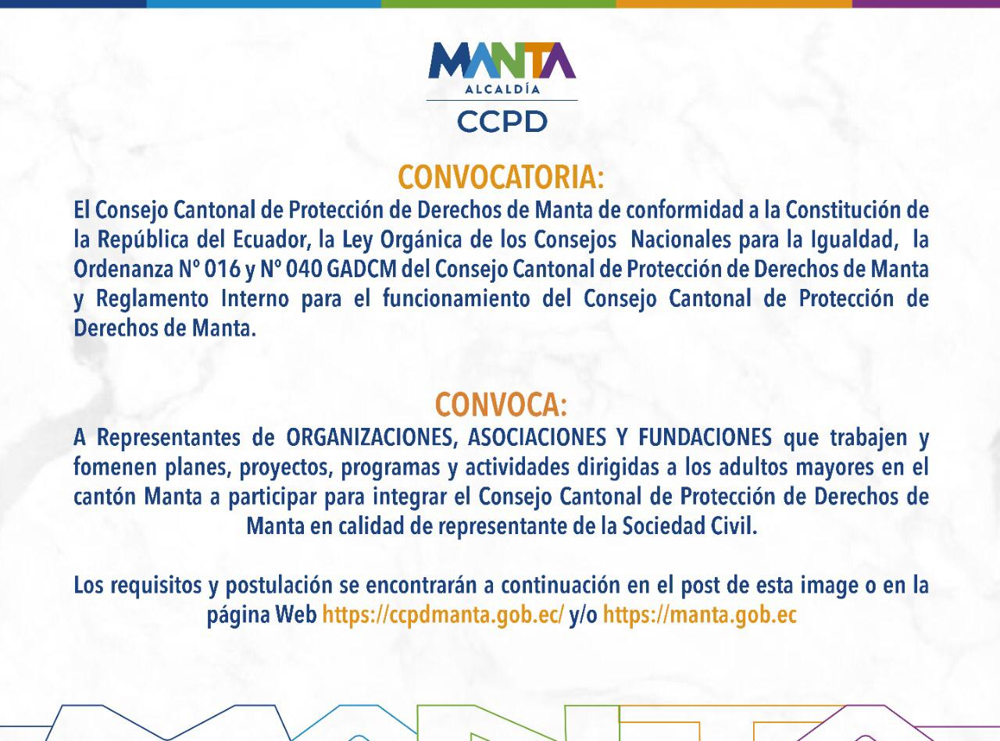 MANTA
ALCALDÍA
CCPD
CONVOCATORIA:
El Consejo Cantonal de Protección de Derechos de Manta de conformidad a la Constitución de
la República del Ecuador, la Ley Orgánica de los Consejos Nacionales para la Igualdad, la
Ordenanza Nº 016 y Nº 040 GADCM del Consejo Cantonal de Protección de Derechos de Manta
y Reglamento Interno para el funcionamiento del Consejo Cantonal de Protección de
Derechos de Manta.
CONVOCA:
A Representantes de ORGANIZACIONES, ASOCIACIONES Y FUNDACIONES que trabajen y
fomenen planes, proyectos, programas y actividades dirigidas a los adultos mayores en el
cantón Manta a participar para integrar el Consejo Cantonal de Protección de Derechos de
Manta en calidad de representante de la Sociedad Civil.
Los requisitos y postulación se encontrarán a continuación en el post de esta image o en la
página Web https://ccpdmanta.gob.ec/ y/o https://manta.gob.ec
MANTA